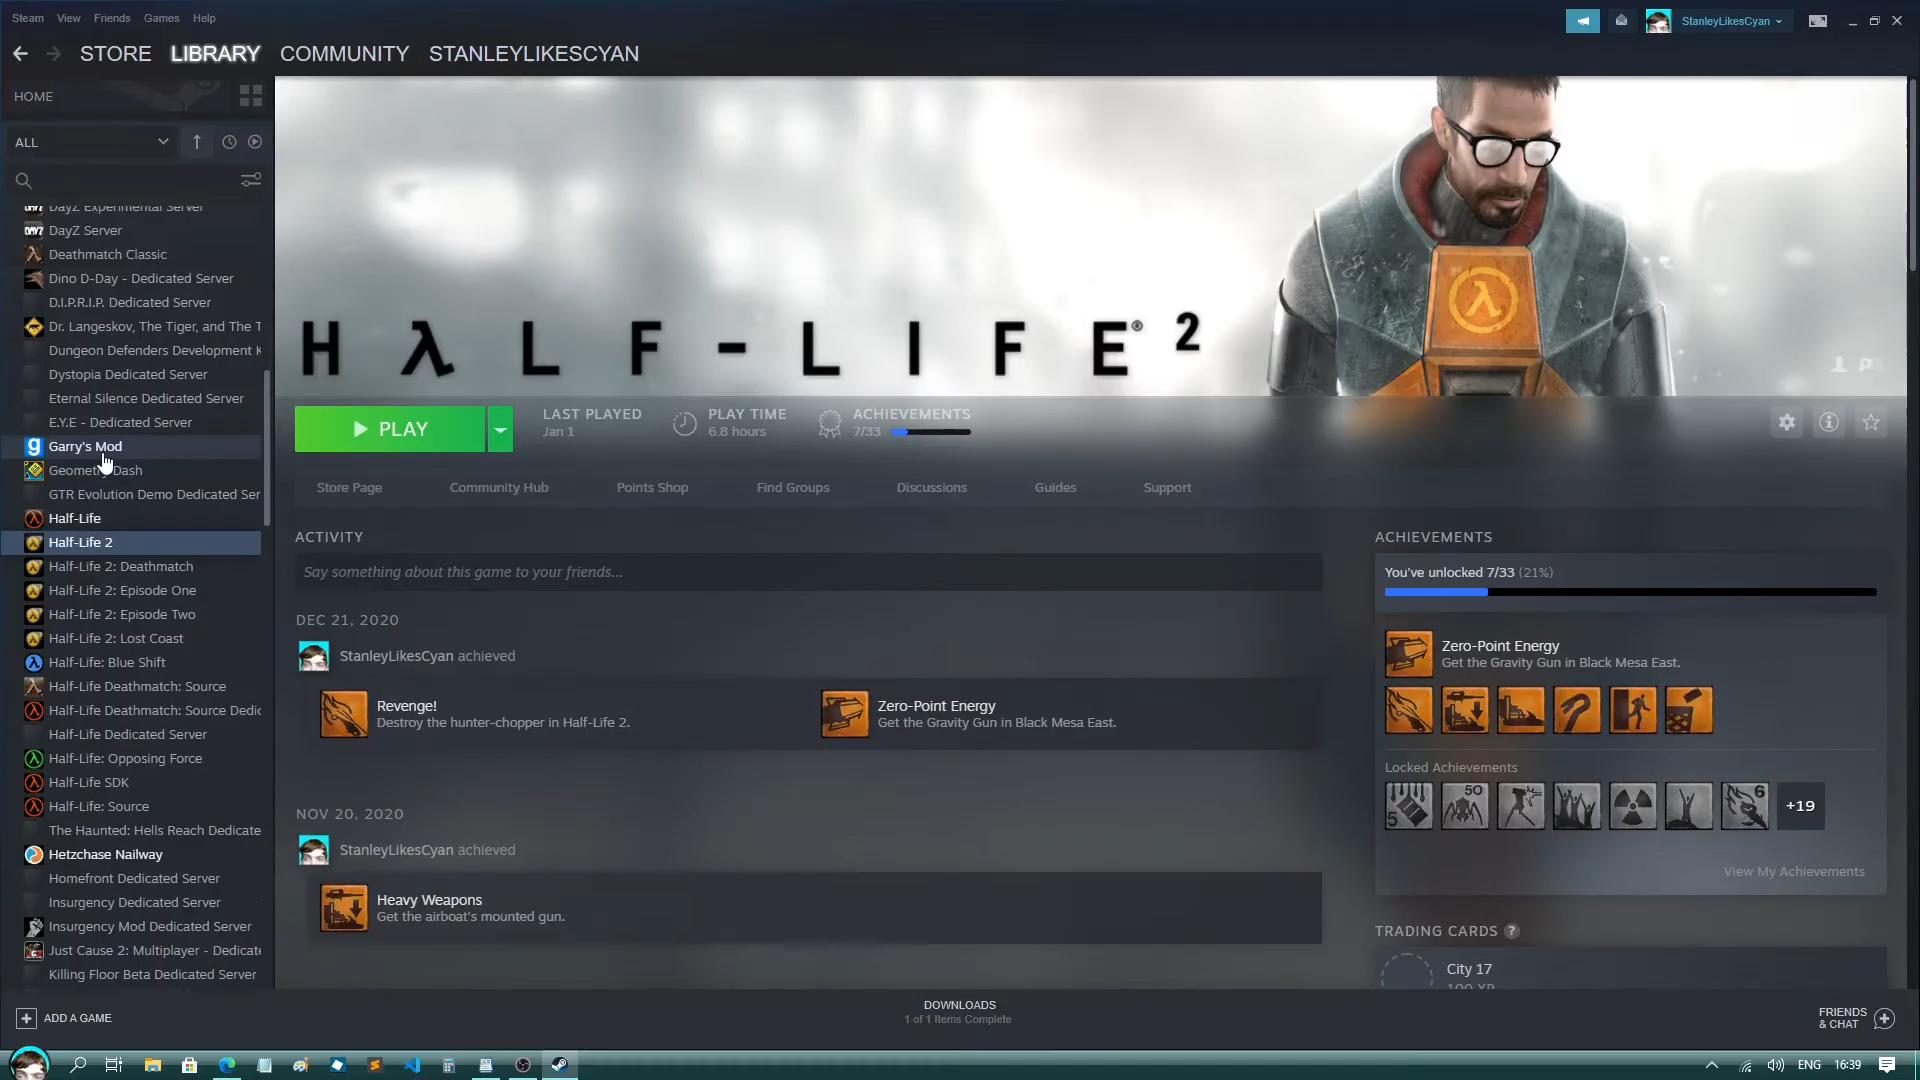 Steam View Friends Games Help
StanleyLikesCyan
STORE LIBRARY COMMUNITY STANLEYLIKESCYAN
HOME
ALL
DayZ Experimental Server
DayZ Server
Deathmatch Classic
Dino D-Day - Dedicated Server
D.I.P.R.I.P. Dedicated Server
Dr. Langeskov, The Tiger, and The T
Dungeon Defenders Development K
Dystopia Dedicated Server
Eternal Silence Dedicated Server
E.Y.E - Dedicated Server
Garry's Mod
Geometry Dash
GTR Evolution Demo Dedicated Ser
Half-Life
Half-Life 2
Half-Life 2: Deathmatch
Half-Life 2: Episode One
Half-Life 2: Episode Two
Half-Life 2: Lost Coast
Half-Life: Blue Shift
Half-Life Deathmatch: Source
Half-Life Deathmatch: Source Dedic
Half-Life Dedicated Server
Half-Life: Opposing Force
Half-Life SDK
Half-Life: Source
The Haunted: Hells Reach Dedicate
Hetzchase Nailway
Homefront Dedicated Server
Insurgency Dedicated Server
Insurgency Mod Dedicated Server
Just Cause 2: Multiplayer - Dedicate
Killing Floor Beta Dedicated Server
ADD A GAME
HλLF-LIFE® 2
PLAY
LAST PLAYED
Jan 1
PLAY TIME
6.8 hours
ACHIEVEMENTS
7/33
Store Page Community Hub Points Shop Find Groups Discussions Guides Support
ACTIVITY
Say something about this game to your friends...
DEC 21, 2020
StanleyLikesCyan achieved
Revenge!
Destroy the hunter-chopper in Half-Life 2.
Zero-Point Energy
Get the Gravity Gun in Black Mesa East.
NOV 20, 2020
StanleyLikesCyan achieved
Heavy Weapons
Get the airboat's mounted gun.
ACHIEVEMENTS
You've unlocked 7/33 (21%)
Zero-Point Energy
Get the Gravity Gun in Black Mesa East.
Locked Achievements
5 50 6 +19
View My Achievements
TRADING CARDS ?
City 17
100 XP
DOWNLOADS
1 of 1 Items Complete
FRIENDS
& CHAT
ENG 16:39